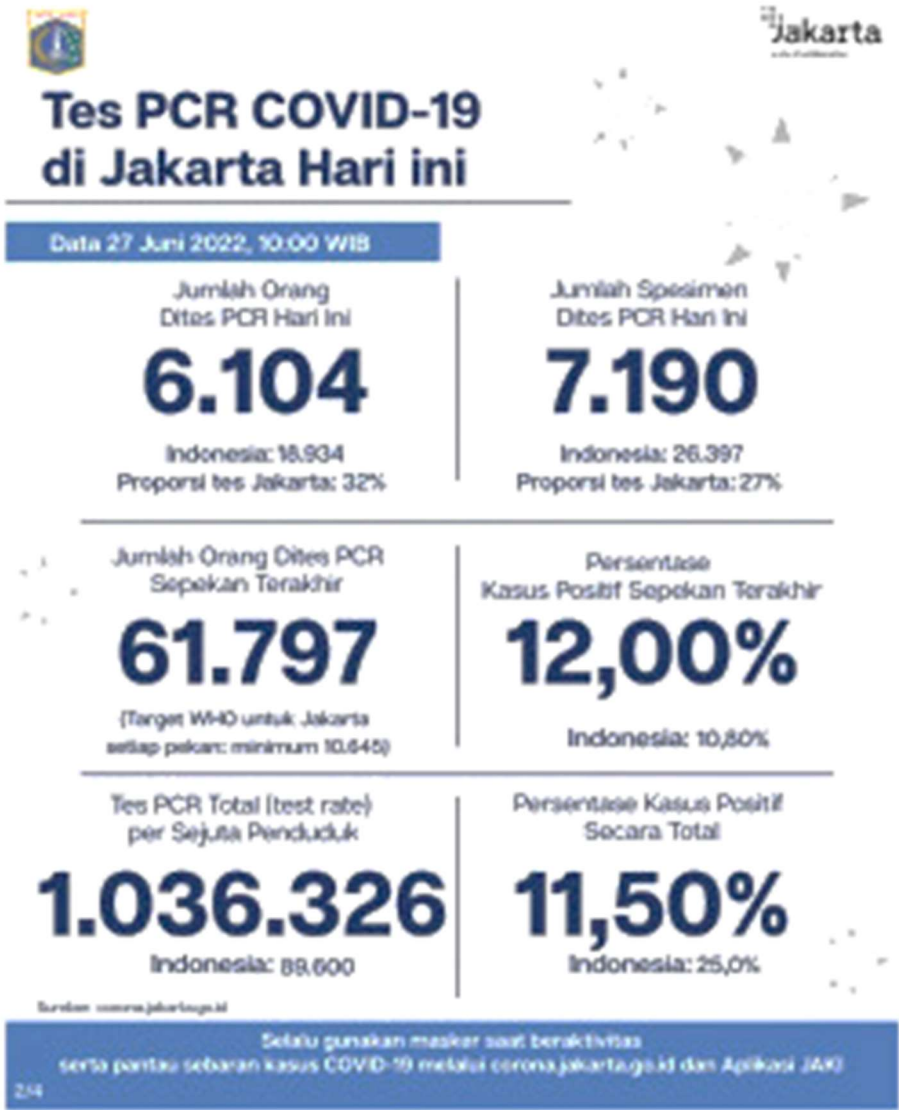 Jakarta
Tes PCR COVID-19
di Jakarta Hari ini
Data 27 Juni 2022, 10:00 WIB
Jumlah Orang
Dites PCR Hari Ini
6.104
Indonesia: 18.934
Proporsi tes Jakarta: 32%
Jumlah Spesimen
Dites PCR Hari Ini
7.190
Indonesia: 26.397
Proporsi tes Jakarta: 27%
Jumlah Orang Dites PCR
Sepekan Terakhir
61.797
(Target WHO untuk Jakarta
setiap pekan: minimum 10.645)
Persentase
Kasus Positif Sepekan Terakhir
12,00%
Indonesia: 10,80%
Tes PCR Total (test rate)
per Sejuta Penduduk
1.036.326
Indonesia: 89.600
Persentase Kasus Positif
Secara Total
11,50%
Indonesia: 25,0%
Sumber: corona.jakarta.go.id
Selalu gunakan masker saat beraktivitas
serta pantau sebaran kasus COVID-19 melalui corona.jakarta.go.id dan Aplikasi JAKI
2/4